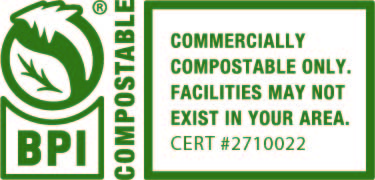 ®
BPI
COMPOSTABLE
COMMERCIALLY
COMPOSTABLE ONLY.
FACILITIES MAY NOT
EXIST IN YOUR AREA.
CERT #2710022